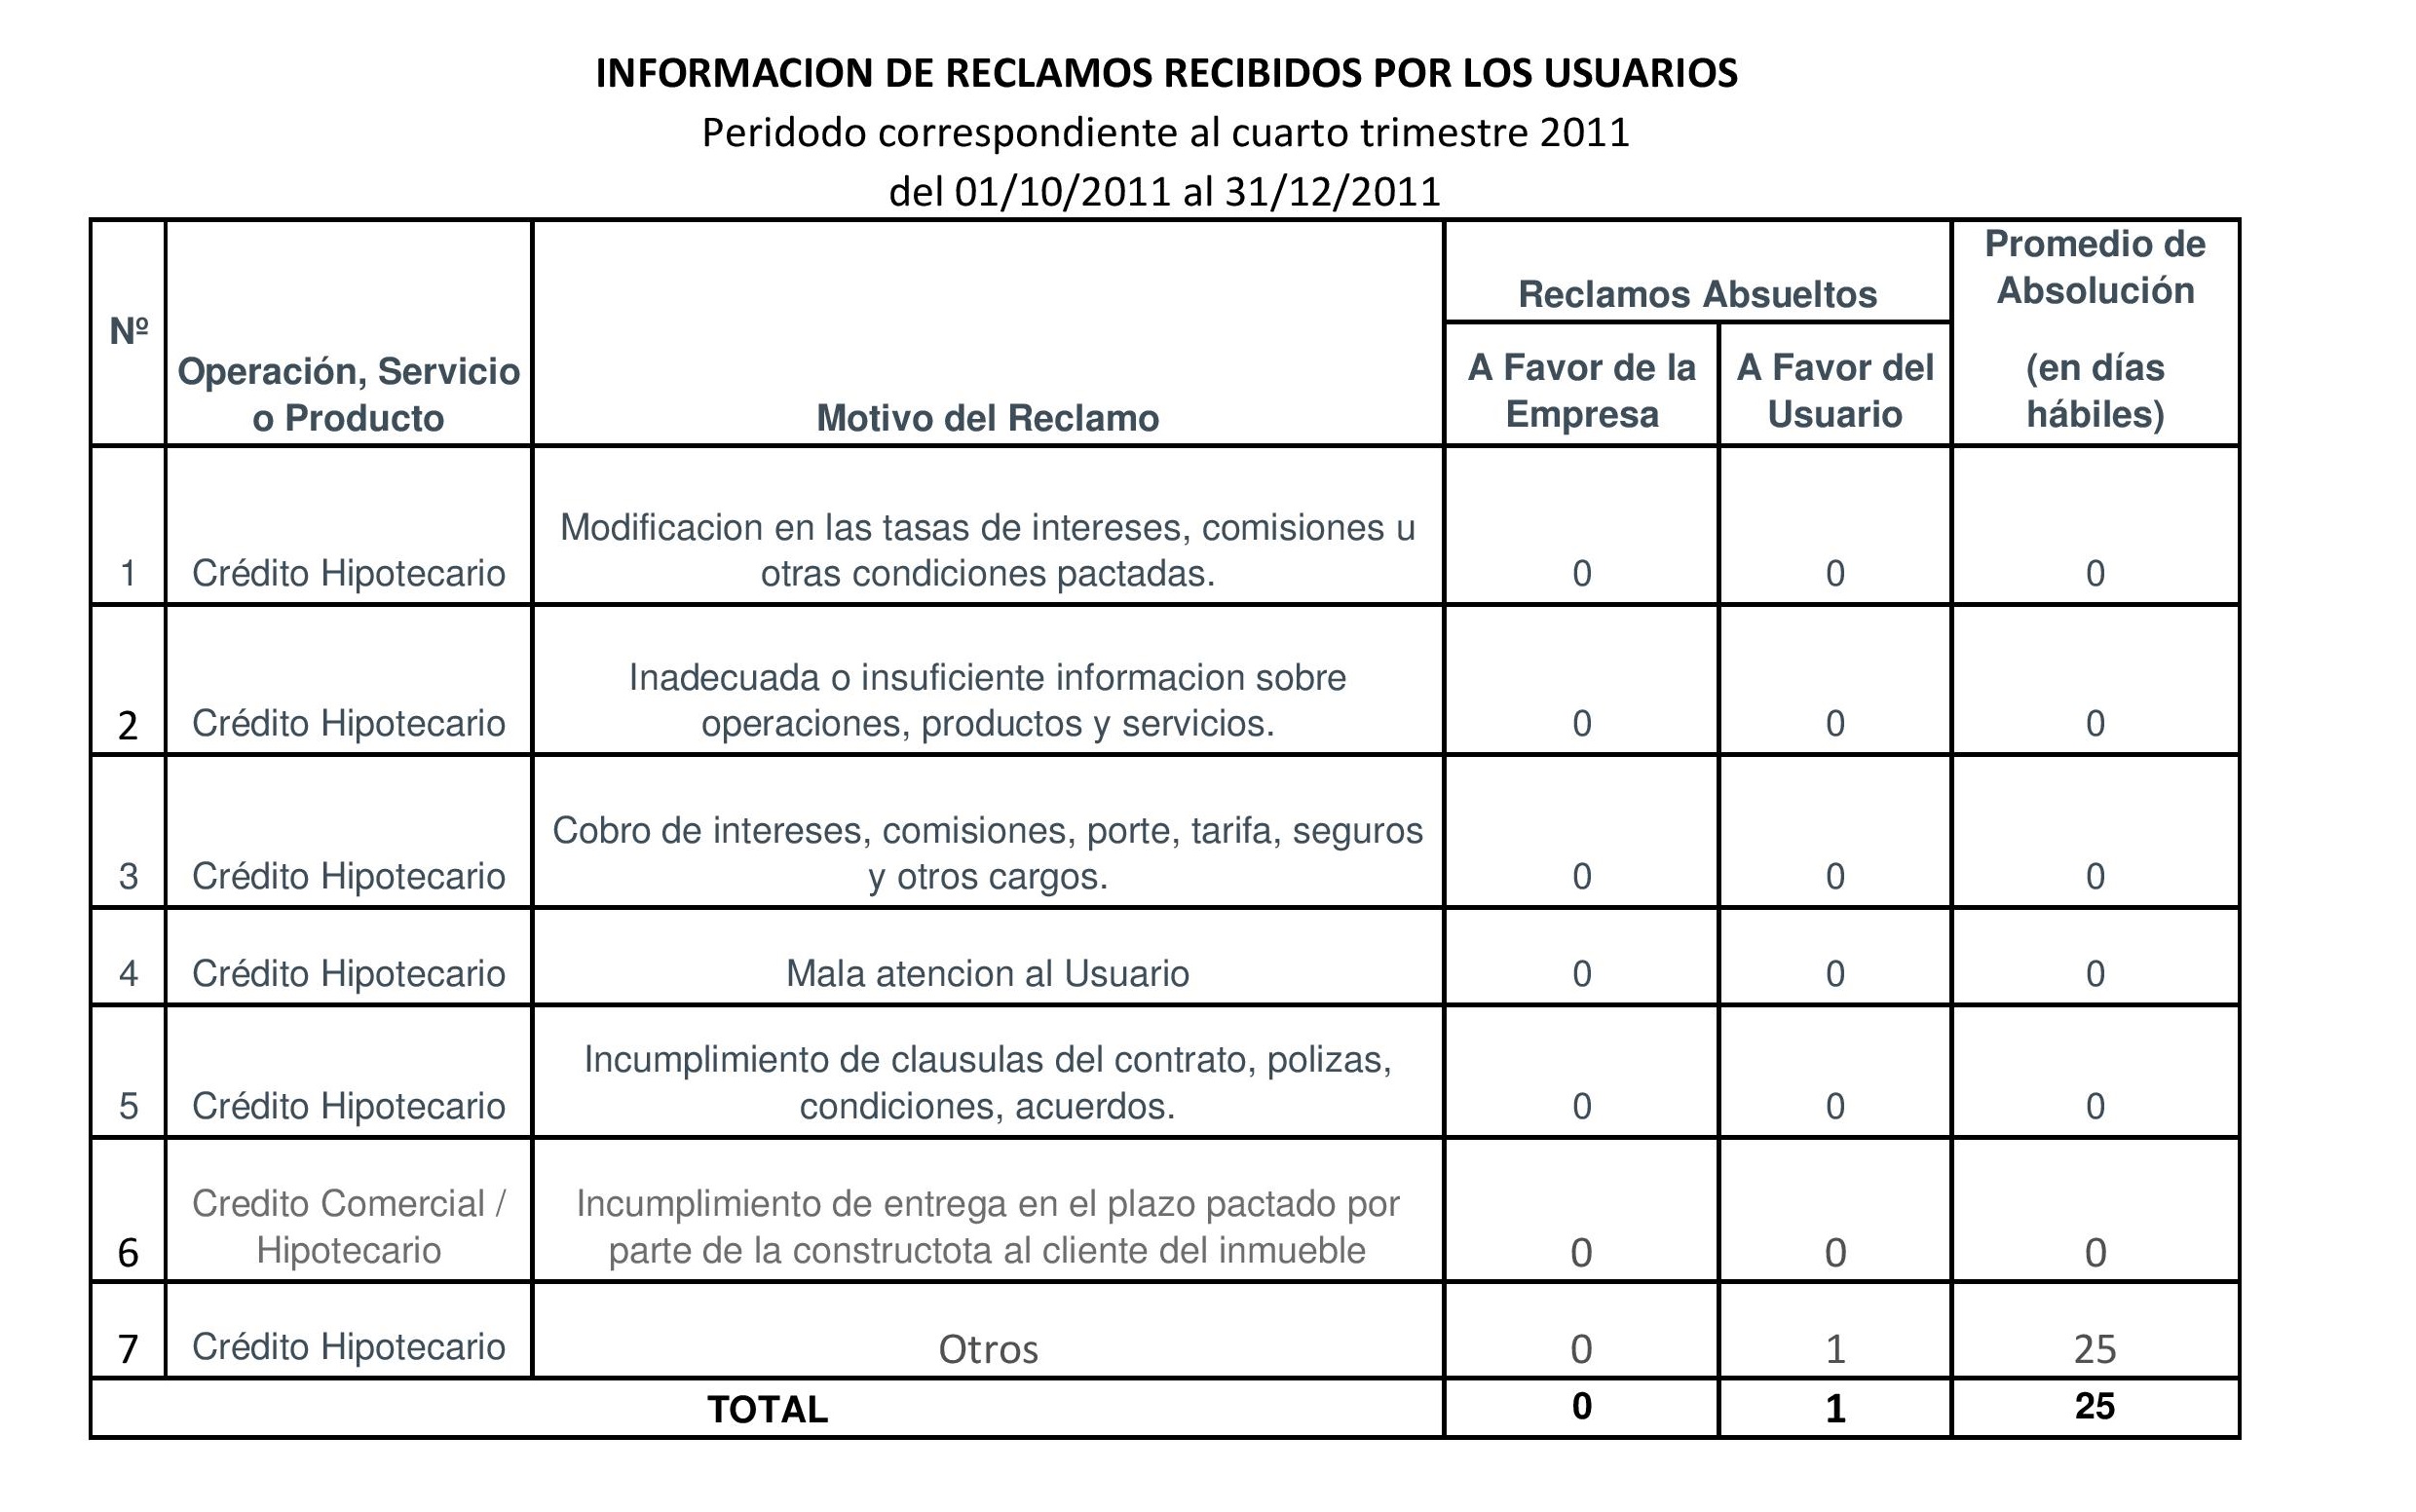 INFORMACION DE RECLAMOS RECIBIDOS POR LOS USUARIOS
Peridodo correspondiente al cuarto trimestre 2011
del 01/10/2011 al 31/12/2011
Nº
Operación, Servicio
o Producto
Motivo del Reclamo
Reclamos Absueltos
A Favor de la
Empresa
A Favor del
Usuario
Promedio de
Absolución
(en días
hábiles)
1
Crédito Hipotecario
Modificacion en las tasas de intereses, comisiones u
otras condiciones pactadas.
0
0
0
2
Crédito Hipotecario
Inadecuada o insuficiente informacion sobre
operaciones, productos y servicios.
0
0
0
3
Crédito Hipotecario
Cobro de intereses, comisiones, porte, tarifa, seguros
y otros cargos.
0
0
0
4
Crédito Hipotecario
Mala atencion al Usuario
0
0
0
5
Crédito Hipotecario
Incumplimiento de clausulas del contrato, polizas,
condiciones, acuerdos.
0
0
0
6
Credito Comercial /
Hipotecario
Incumplimiento de entrega en el plazo pactado por
parte de la constructota al cliente del inmueble
0
0
0
7
Crédito Hipotecario
Otros
0
1
25
TOTAL
0
1
25